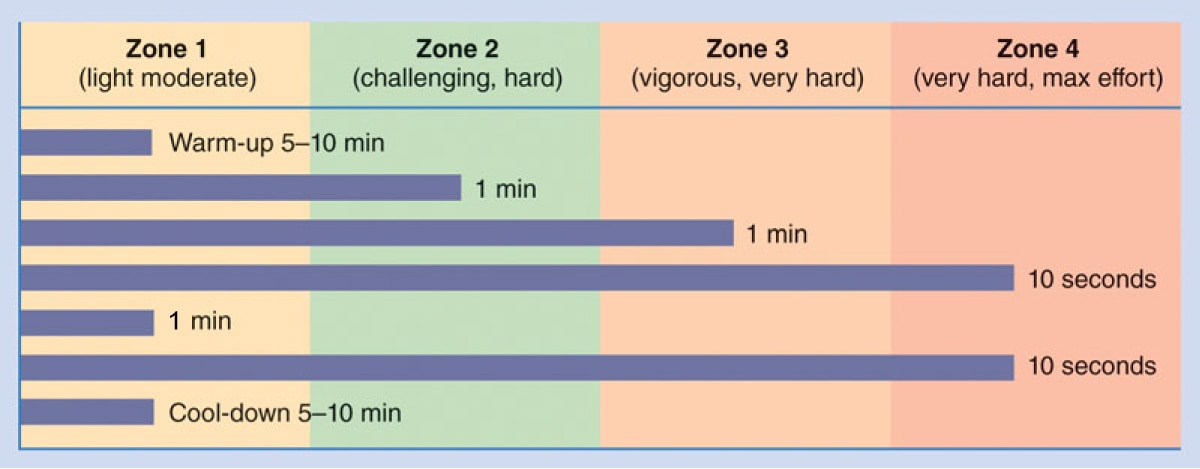 Zone 1
(light moderate)
Zone 2
(challenging, hard)
Zone 3
(vigorous, very hard)
Zone 4
(very hard, max effort)
Warm-up 5–10 min
1 min
1 min
10 seconds
1 min
10 seconds
Cool-down 5–10 min